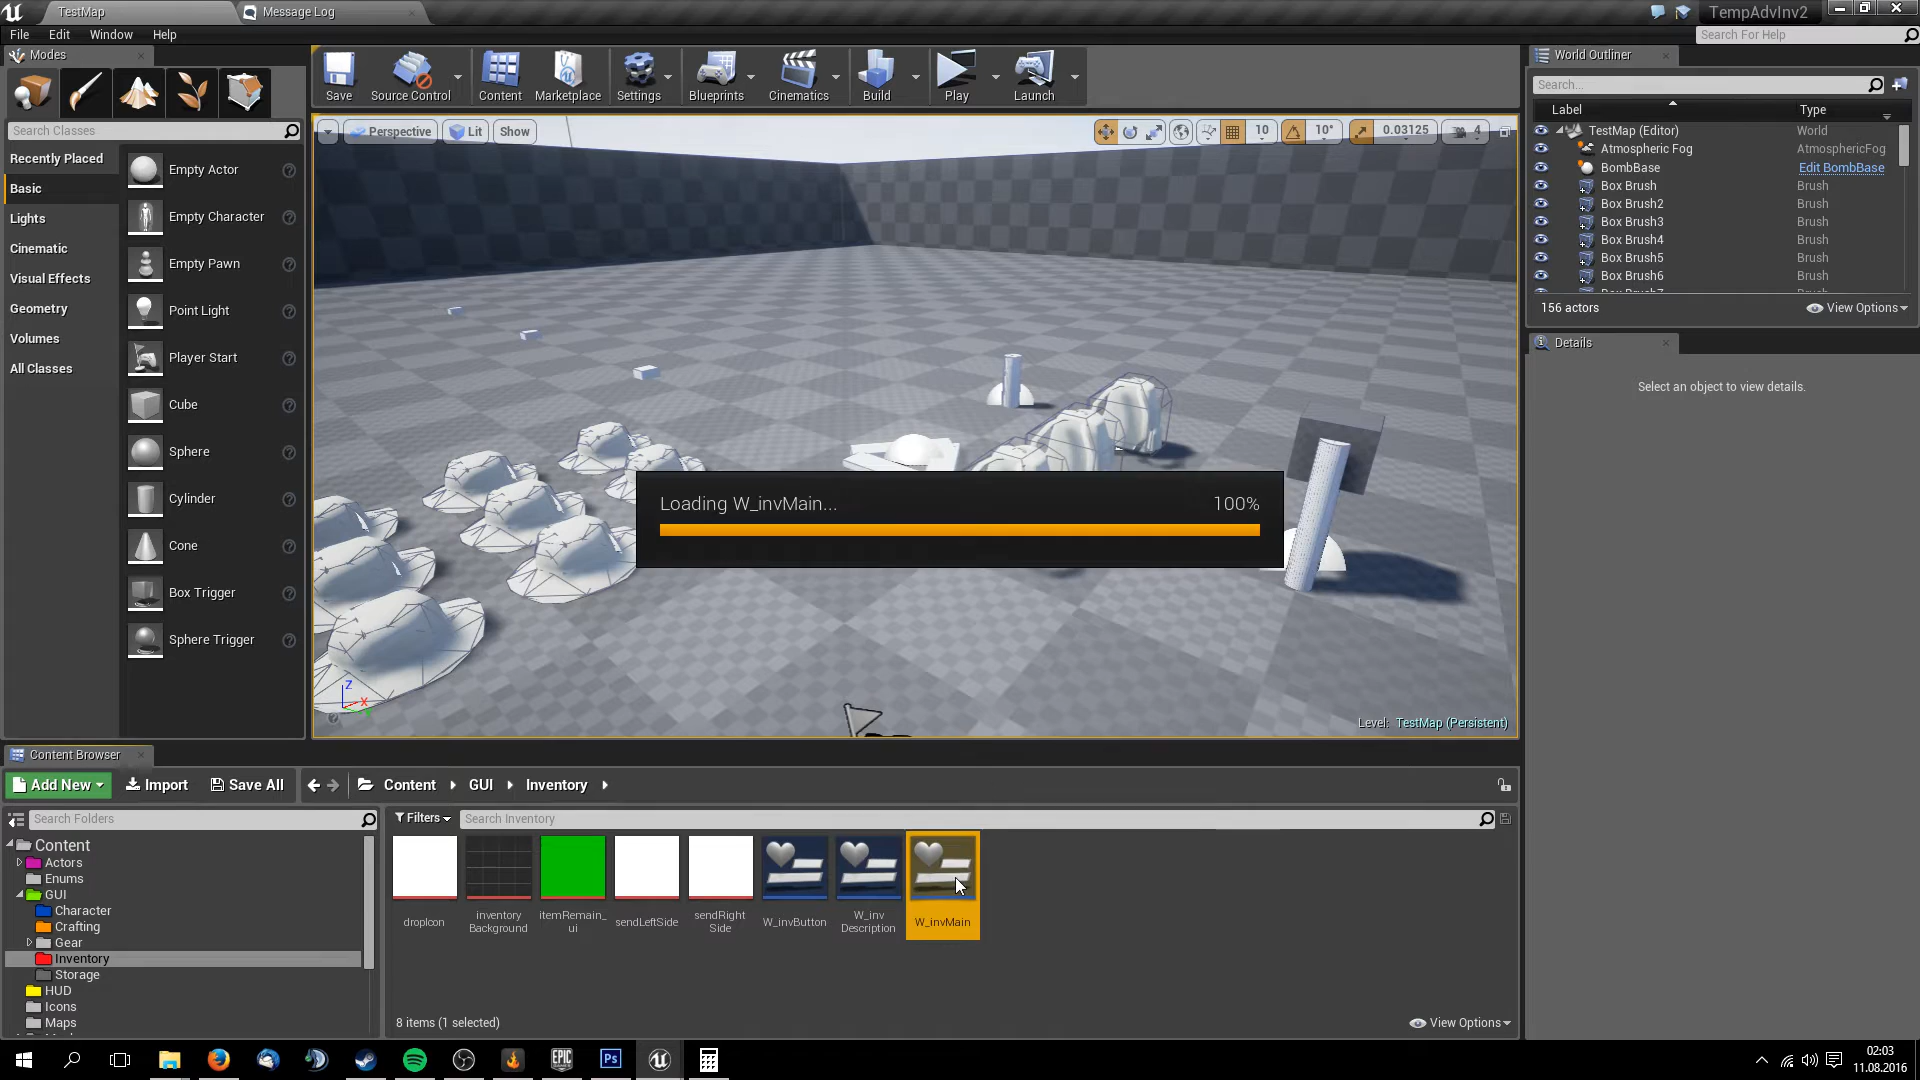 TestMap
Message Log
TempAdvInv2
File Edit Window Help
Search For Help
Modes
Search Classes
Recently Placed
Basic
Lights
Cinematic
Visual Effects
Geometry
Volumes
All Classes
Empty Actor
Empty Character
Empty Pawn
Point Light
Player Start
Cube
Sphere
Cylinder
Cone
Box Trigger
Sphere Trigger
Save Source Control Content Marketplace Settings Blueprints Cinematics Build Play Launch
Perspective Lit Show
10 10° 0.03125 4
Loading W_invMain... 100%
Z
X
Level: TestMap (Persistent)
World Outliner
Search...
Label Type
TestMap (Editor) World
Atmospheric Fog AtmosphericFog
BombBase Edit BombBase
Box Brush Brush
Box Brush2 Brush
Box Brush3 Brush
Box Brush4 Brush
Box Brush5 Brush
Box Brush6 Brush
156 actors View Options
Details
Select an object to view details.
Content Browser
Add New Import Save All Content GUI Inventory
Search Folders
Filters Search Inventory
Content
Actors
Enums
GUI
Character
Crafting
Gear
Inventory
Storage
HUD
Icons
Maps
dropIcon
inventory
Background
itemRemain_
ui
sendLeftSide
sendRight
Side
W_invButton
W_inv
Description
W_invMain
8 items (1 selected) View Options
EPIC
Ps
02:03
11.08.2016